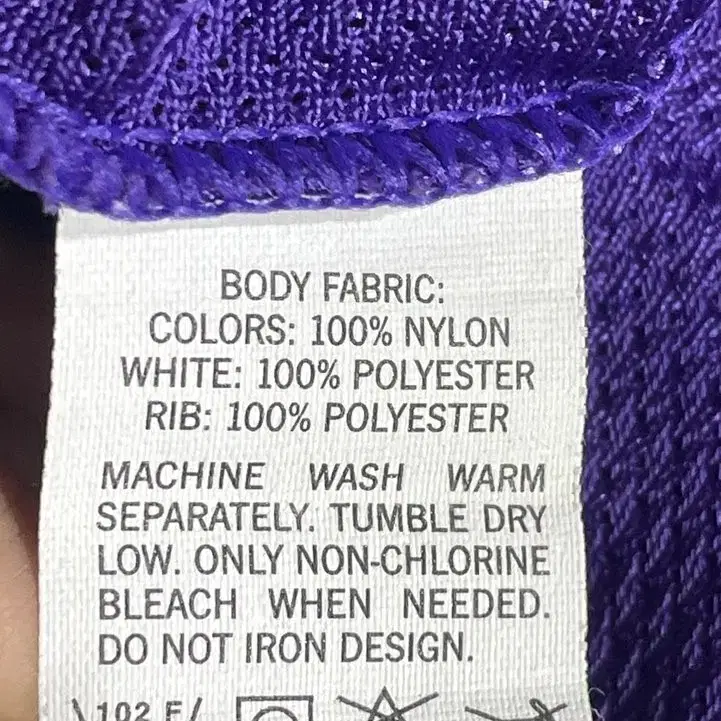 BODY FABRIC:
COLORS: 100% NYLON
WHITE: 100% POLYESTER
RIB: 100% POLYESTER
MACHINE WASH WARM
SEPARATELY. TUMBLE DRY
LOW. ONLY NON-CHLORINE
BLEACH WHEN NEEDED.
DO NOT IRON DESIGN.
102 F